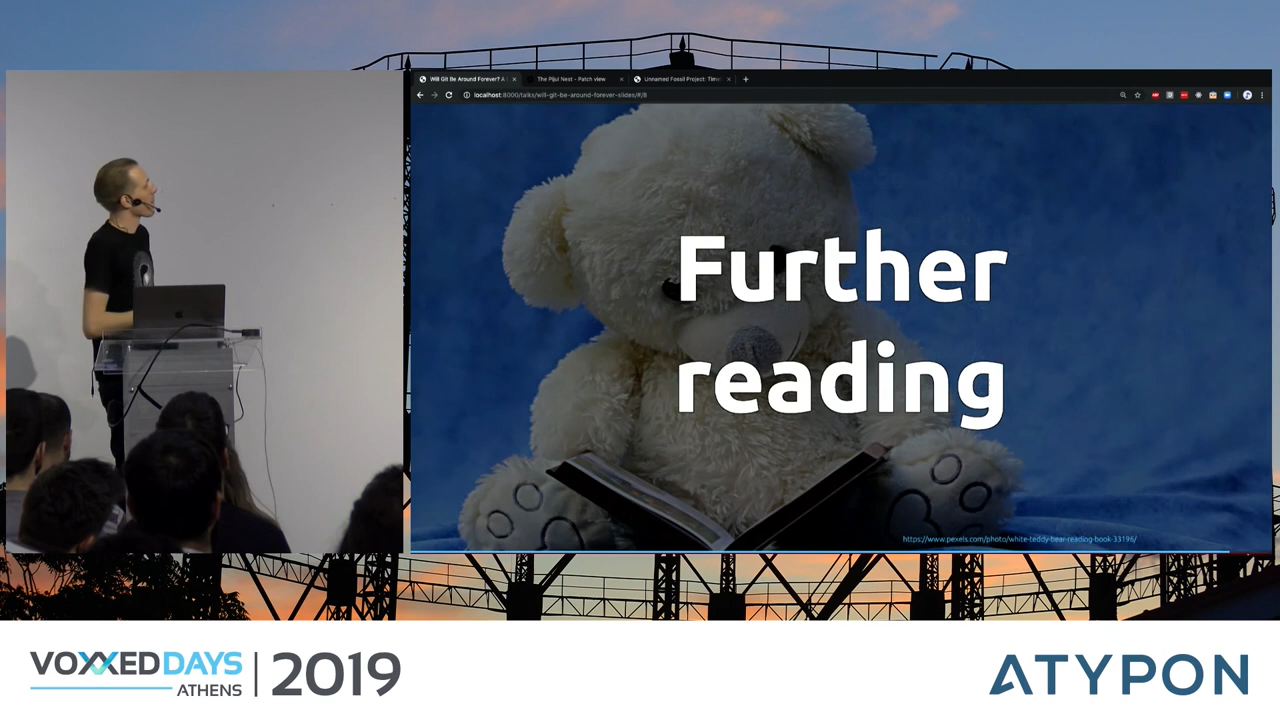 Will Git Be Around Forever? A
The Pijul Nest - Patch view
Unnamed Fossil Project: Time
localhost:8000/talks/will-git-be-around-forever-slides/#/8
Further
reading
https://www.pexels.com/photo/white-teddy-bear-reading-book-33196/
VOXXED DAYS
ATHENS
2019
ATYPON